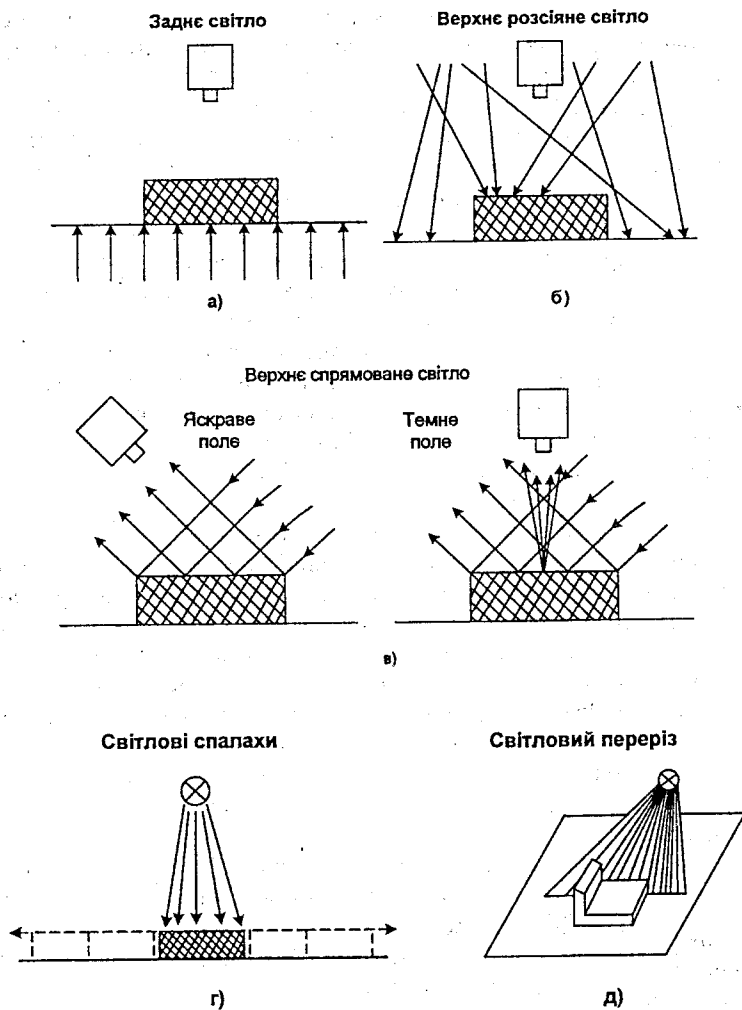 Заднє світло
Верхнє розсіяне світло
а)
б)
Верхнє спрямоване світло
Яскраве
поле
Темне
поле
в)
Світлові спалахи
Світловий переріз
г)
д)